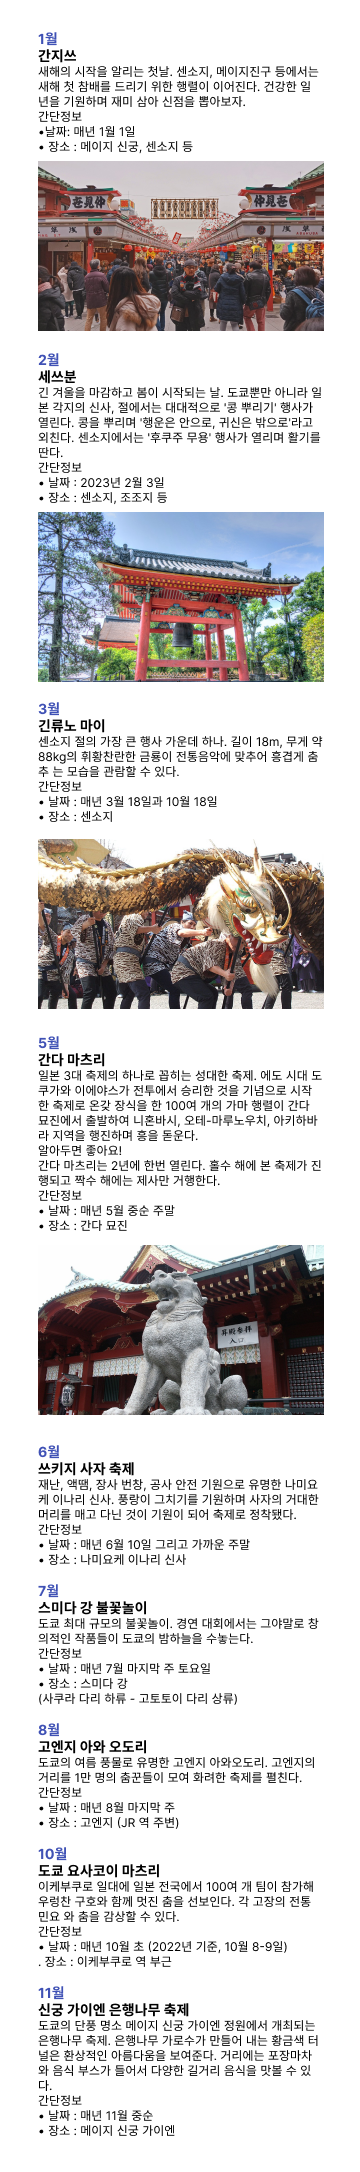 1월
간지쓰
새해의 시작을 알리는 첫날. 센소지, 메이지진구 등에서는
새해 첫 참배를 드리기 위한 행렬이 이어진다. 건강한 일
년을 기원하며 재미 삼아 신점을 뽑아보자.
간단정보
•날짜: 매년 1월 1일
• 장소 : 메이지 신궁, 센소지 등
仲見世
仲見世
2월
세쓰분
긴 겨울을 마감하고 봄이 시작되는 날. 도쿄뿐만 아니라 일
본 각지의 신사, 절에서는 대대적으로 '콩 뿌리기' 행사가
열린다. 콩을 뿌리며 '행운은 안으로, 귀신은 밖으로'라고
외친다. 센소지에서는 '후쿠주 무용' 행사가 열리며 활기를
띤다.
간단정보
• 날짜 : 2023년 2월 3일
• 장소 : 센소지, 조조지 등
3월
긴류노 마이
센소지 절의 가장 큰 행사 가운데 하나. 길이 18m, 무게 약
88kg의 휘황찬란한 금룡이 전통음악에 맞추어 흥겹게 춤
추 는 모습을 관람할 수 있다.
간단정보
• 날짜 : 매년 3월 18일과 10월 18일
• 장소 : 센소지
5월
간다 마츠리
일본 3대 축제의 하나로 꼽히는 성대한 축제. 에도 시대 도
쿠가와 이에야스가 전투에서 승리한 것을 기념으로 시작
한 축제로 온갖 장식을 한 100여 개의 가마 행렬이 간다
묘진에서 출발하여 니혼바시, 오테-마루노우치, 아키하바
라 지역을 행진하며 흥을 돋운다.
알아두면 좋아요!
간다 마츠리는 2년에 한번 열린다. 홀수 해에 본 축제가 진
행되고 짝수 해에는 제사만 거행한다.
간단정보
• 날짜 : 매년 5월 중순 주말
• 장소 : 간다 묘진
昇殿参拝
入口
6월
쓰키지 사자 축제
재난, 액땜, 장사 번창, 공사 안전 기원으로 유명한 나미요
케 이나리 신사. 풍랑이 그치기를 기원하며 사자의 거대한
머리를 매고 다닌 것이 기원이 되어 축제로 정착됐다.
간단정보
• 날짜 : 매년 6월 10일 그리고 가까운 주말
• 장소 : 나미요케 이나리 신사
7월
스미다 강 불꽃놀이
도쿄 최대 규모의 불꽃놀이. 경연 대회에서는 그야말로 창
의적인 작품들이 도쿄의 밤하늘을 수놓는다.
간단정보
• 날짜 : 매년 7월 마지막 주 토요일
• 장소 : 스미다 강
(사쿠라 다리 하류 - 고토토이 다리 상류)
8월
고엔지 아와 오도리
도쿄의 여름 풍물로 유명한 고엔지 아와오도리. 고엔지의
거리를 1만 명의 춤꾼들이 모여 화려한 축제를 펼친다.
간단정보
• 날짜 : 매년 8월 마지막 주
• 장소 : 고엔지 (JR 역 주변)
10월
도쿄 요사코이 마츠리
이케부쿠로 일대에 일본 전국에서 100여 개 팀이 참가해
우렁찬 구호와 함께 멋진 춤을 선보인다. 각 고장의 전통
민요 와 춤을 감상할 수 있다.
간단정보
• 날짜 : 매년 10월 초 (2022년 기준, 10월 8-9일)
. 장소 : 이케부쿠로 역 부근
11월
신궁 가이엔 은행나무 축제
도쿄의 단풍 명소 메이지 신궁 가이엔 정원에서 개최되는
은행나무 축제. 은행나무 가로수가 만들어 내는 황금색 터
널은 환상적인 아름다움을 보여준다. 거리에는 포장마차
와 음식 부스가 들어서 다양한 길거리 음식을 맛볼 수 있
다.
간단정보
• 날짜 : 매년 11월 중순
• 장소 : 메이지 신궁 가이엔